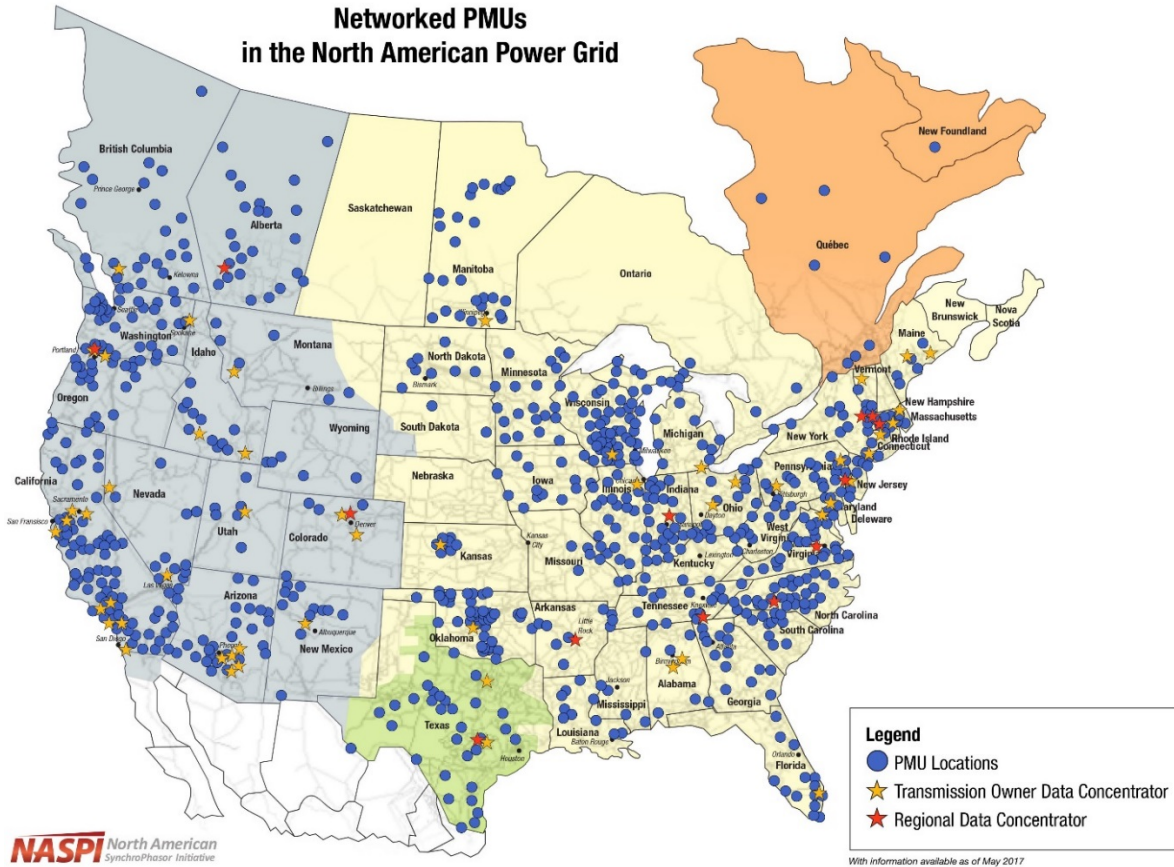 Networked PMUs
in the North American Power Grid
New Foundland
British Columbia
Prince George
Alberta
Saskatchewan
Manitoba
Ontario
Québec
Kelowna
Winnipeg
New
Brunswick
Nova
Scotia
Maine
Seattle
Washington
Spokane
Montana
North Dakota
Bismark
Minnesota
Vermont
Portland
Idaho
Billings
Wisconsin
New Hampshire
Massachusetts
Oregon
Wyoming
South Dakota
Michigan
New York
Rhode Island
Connecticut
Milwaukee
California
Nebraska
Iowa
Pennsylvania
New Jersey
Sacramento
Nevada
Illinois
Indiana
Ohio
Pittsburgh
San Fransisco
Utah
Colorado
Denver
Dayton
Deleware
Kansas
Kansas
City
West
Virginia
Missouri
Lexington
Charleston
Kentucky
Las Vegas
Arizona
Arkansas
Tennessee
North Carolina
South Carolina
Albuquerque
Oklahoma
Little
Rock
San Diego
New Mexico
Atlanta
Birmingham
Alabama
Jackson
Mississippi
Georgia
Texas
Louisiana
Baton Rouge
Houston
Orlando
Florida
Legend
PMU Locations
Transmission Owner Data Concentrator
Regional Data Concentrator
NASPI North American
SynchroPhasor Initiative
With information available as of May 2017